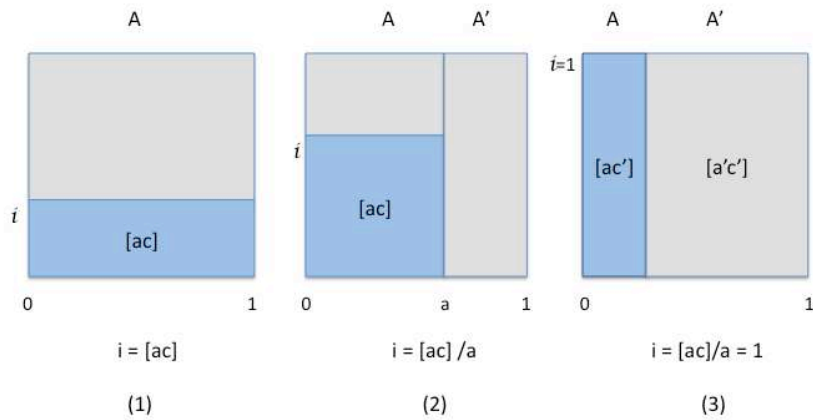 A A A' A A'
i=1
i
[ac'] [a'c']
[ac]
i
[ac]
0 1 0 a 1 0 1
i = [ac] i = [ac] /a i = [ac]/a = 1
(1) (2) (3)